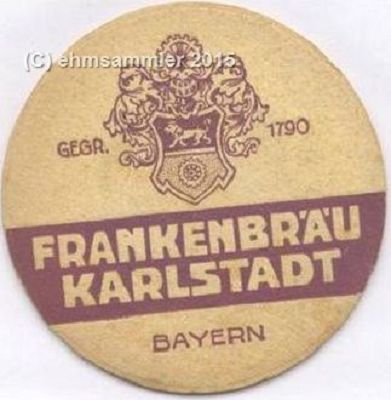 (C) ehmsammler 2015
GEGR. 1790
FRANKENBRÄU
KARLSTADT
BAYERN